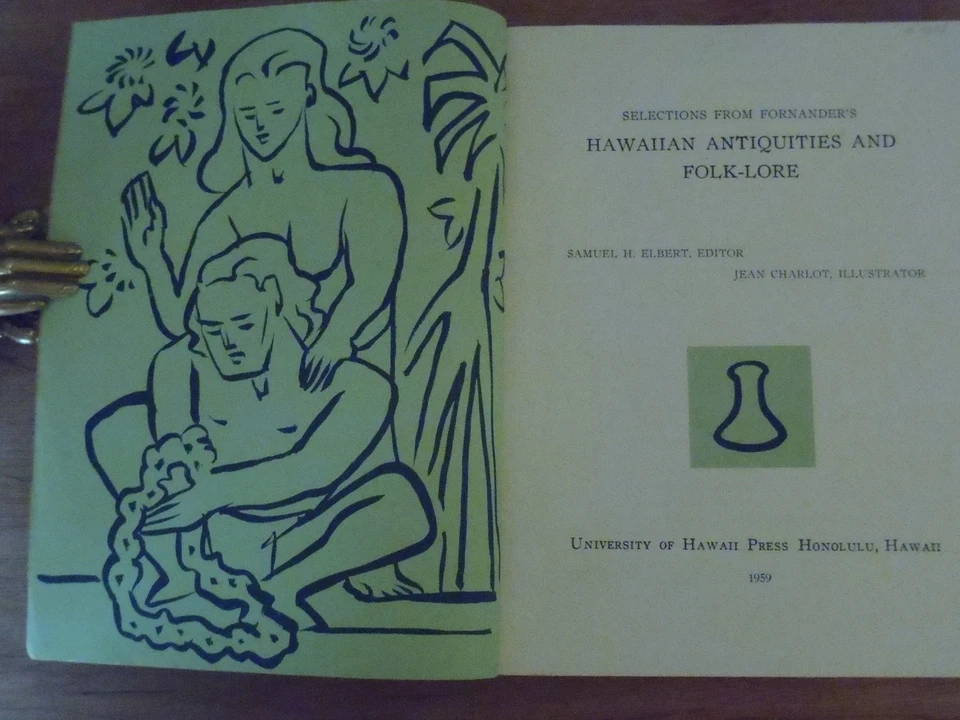 SELECTIONS FROM FORNANDER'S
HAWAIIAN ANTIQUITIES AND
FOLK-LORE
SAMUEL H. ELBERT, EDITOR
JEAN CHARLOT, ILLUSTRATOR
UNIVERSITY OF HAWAII PRESS HONOLULU, HAWAII
1959